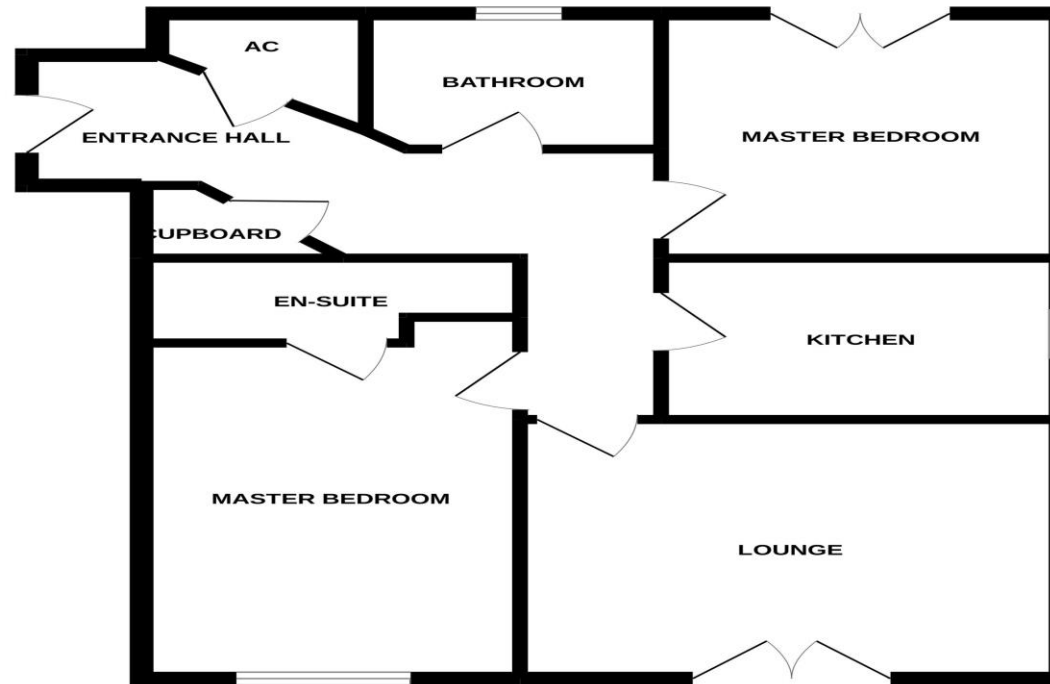 AC
BATHROOM
ENTRANCE HALL
MASTER BEDROOM
CUPBOARD
EN-SUITE
KITCHEN
MASTER BEDROOM
LOUNGE